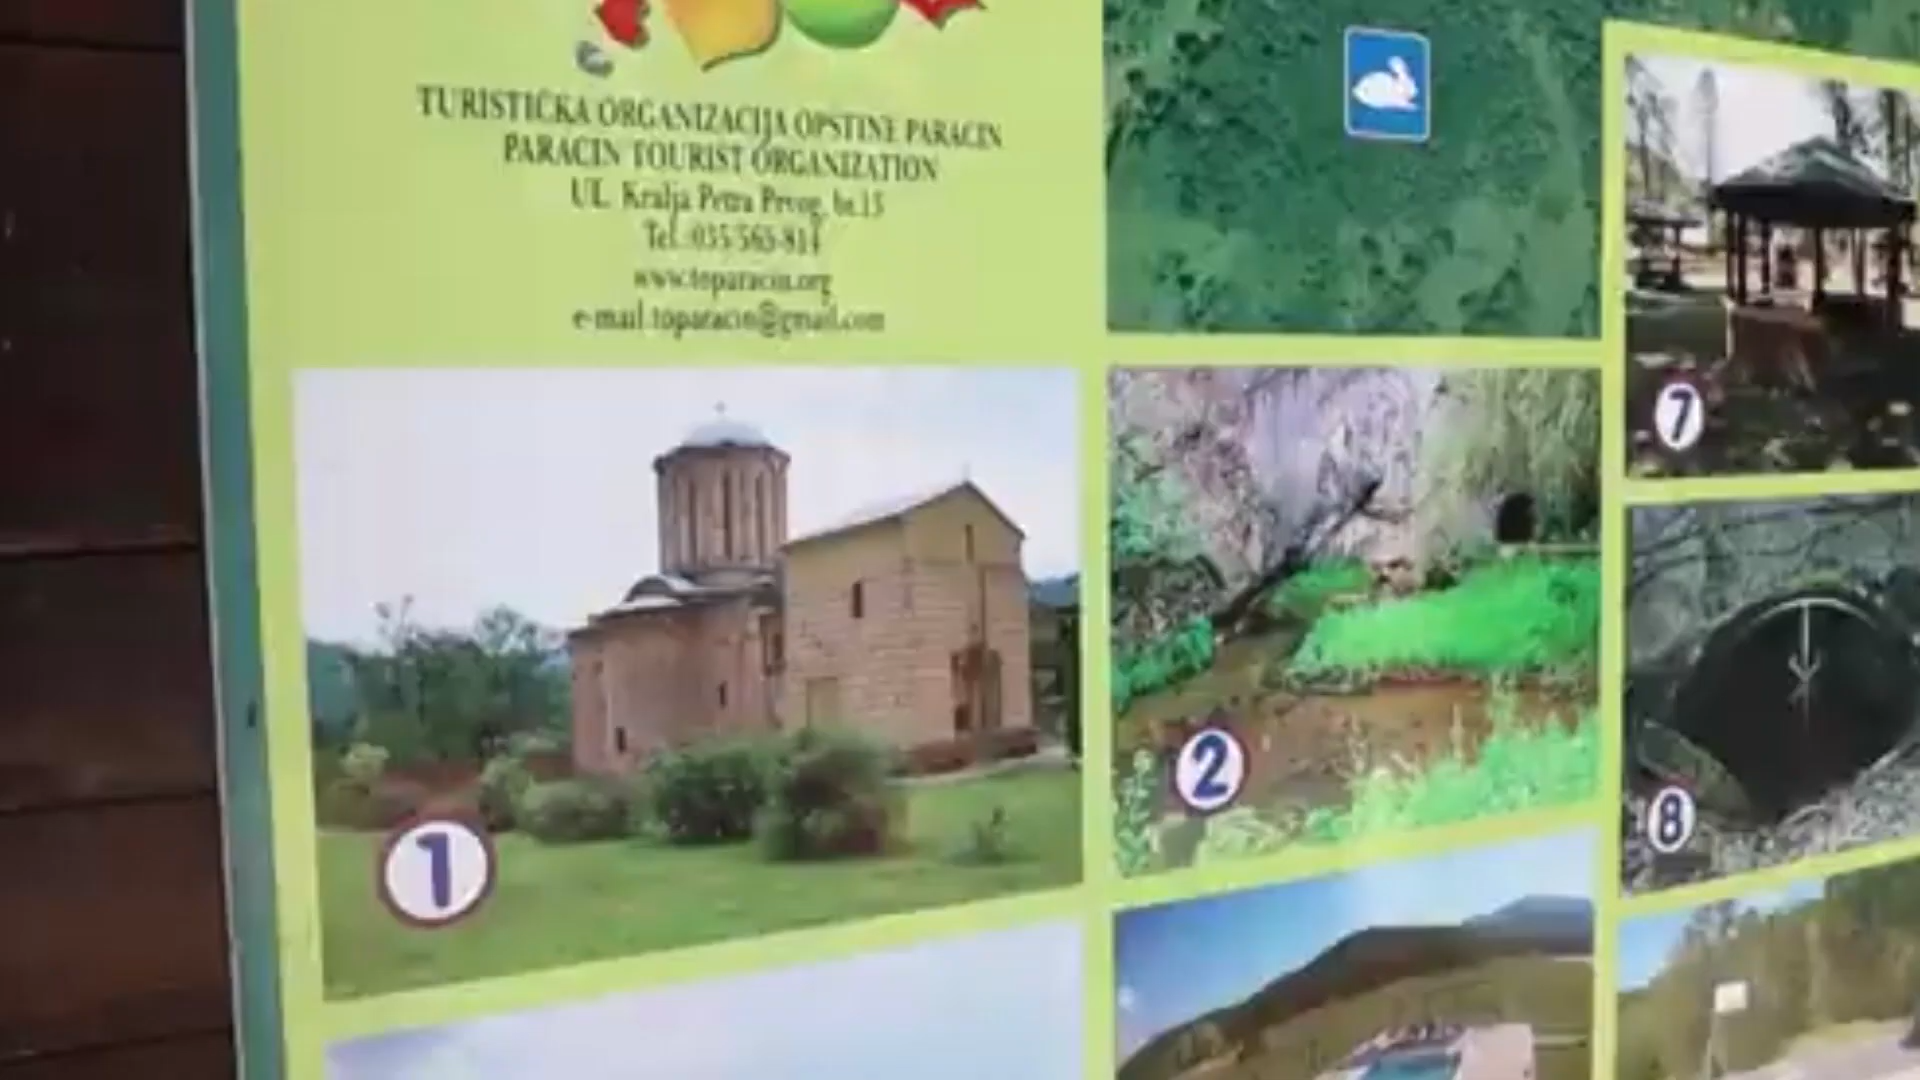 TURISTIČKA ORGANIZACIJA OPSTINE PARACIN
PARACIN TOURIST ORGANIZATION
UL. Kralja Petra Prvog, br.15
Tel.:035/565-814
www.toparacin.org
e-mail:toparacin@gmail.com
7
1
2
8